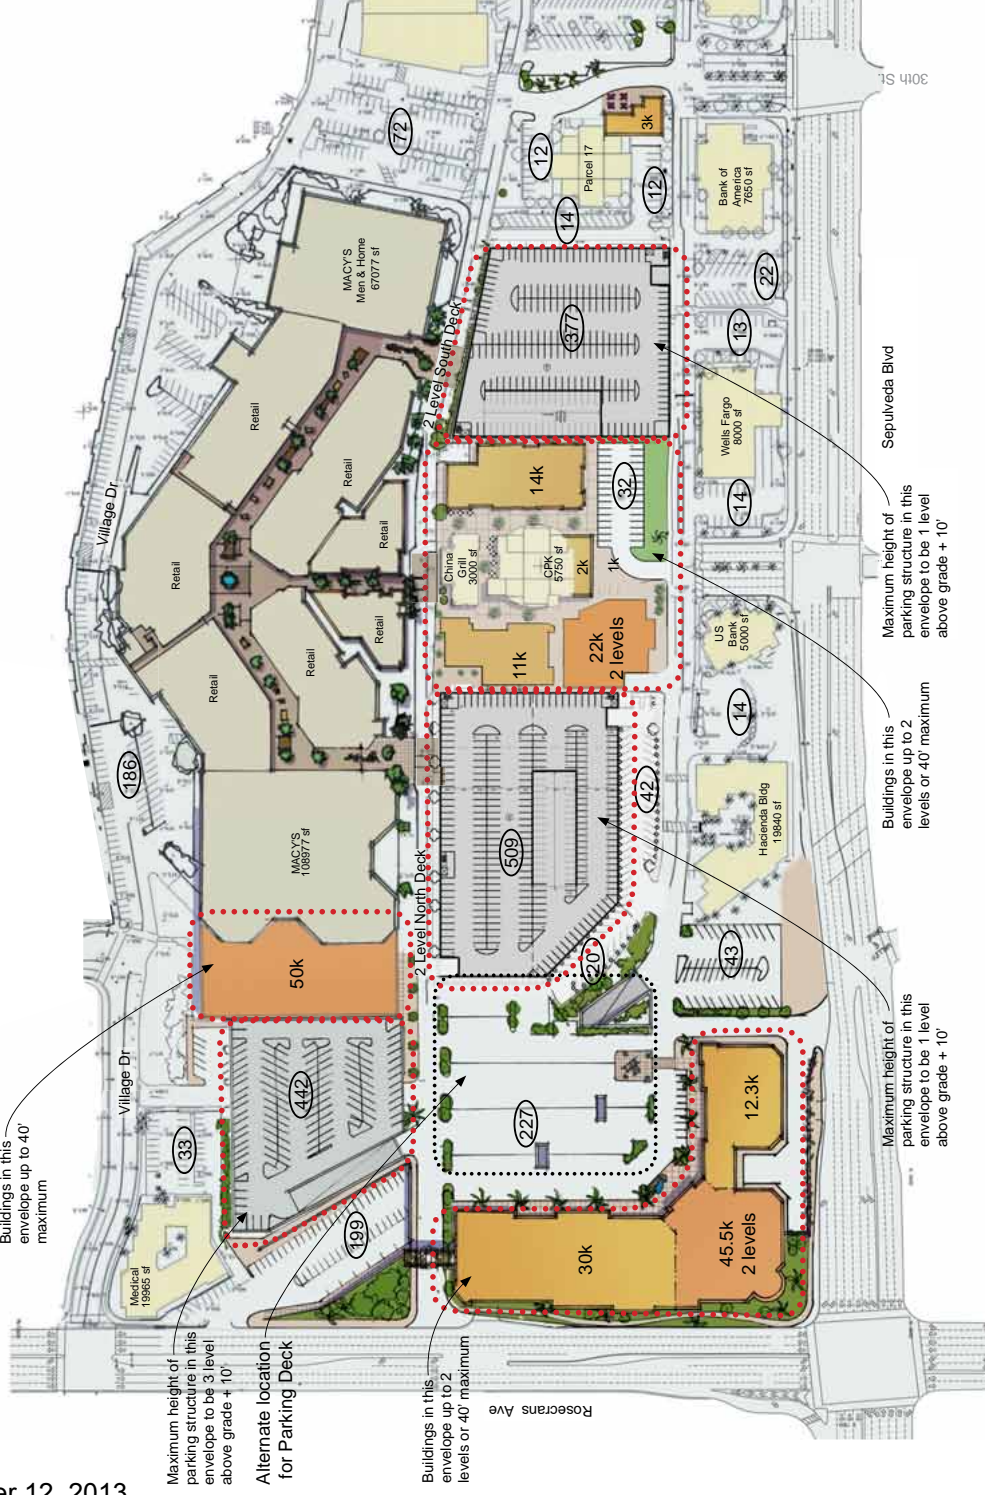 30th St.
72
12
3k
Parcel 17
12
14
Bank of
America
7650 sf
MACY'S
Men & Home
67077 sf
22
377
13
2 Level South Deck
Sepulveda Blvd
Retail
Wells Fargo
8000 sf
Village Dr
Retail
14k
32
14
Maximum height of
parking structure in this
envelope to be 1 level
above grade + 10'
Retail
Retail
China
Grill
3000 sf
CPK
5750 sf
2k
1k
Retail
11k
22k
2 levels
US
Bank
5000 sf
Retail
Retail
14
Buildings in this
envelope up to 2
levels or 40' maximum
186
42
Hacienda Bldg
19840 sf
MACY'S
108977 sf
509
2 Level North Deck
50k
20
43
Village Dr
442
227
12.3k
Maximum height of
parking structure in this
envelope to be 1 level
above grade + 10'
Buildings in this
envelope up to 40'
maximum
33
199
Medical
19965 sf
30k
45.5k
2 levels
Maximum height of
parking structure in this
envelope to be 3 level
above grade + 10'
Alternate location
for Parking Deck
Buildings in this
envelope up to 2
levels or 40' maximum
Rosecrans Ave
12, 2013